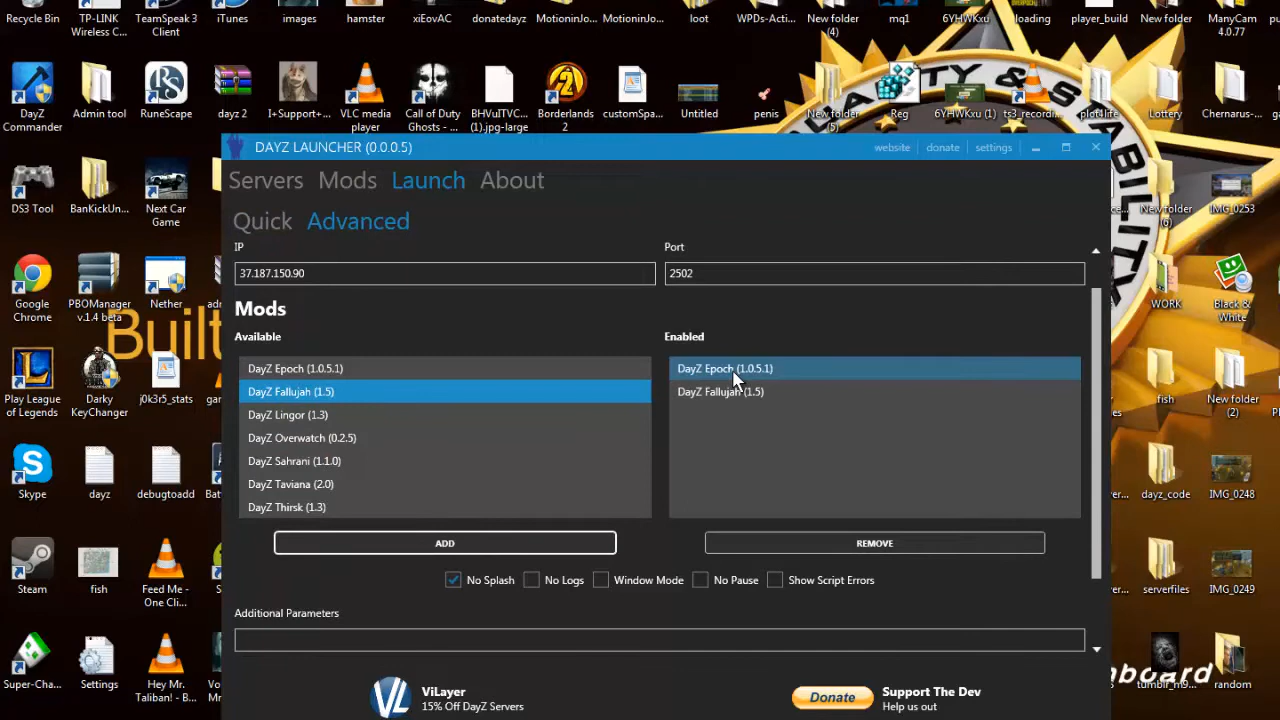 Recycle Bin
TP-LINK Wireless C...
TeamSpeak 3 Client
iTunes
images
hamster
xiEovAC
donatedayz
MotioninJo...
MotioninJo...
loot
WPDs-Acti...
New folder (4)
mq1
6YHWKxu
loading
player_build
New folder
ManyCam 4.0.77
DayZ Commander
Admin tool
RuneScape
dayz 2
I+Support+...
VLC media player
Call of Duty Ghosts - ...
BHVuITVC... (1).jpg-large
Borderlands 2
customSpa...
Untitled
penis
New folder (5)
Reg
6YHWKxu (1)
ts3_recordi...
plot4life
Lottery
Chernarus-...
DAYZ LAUNCHER (0.0.0.5)
website
donate
settings
Servers Mods Launch About
DS3 Tool
BanKickUn...
Next Car Game
New folder (6)
IMG_0253
Quick Advanced
IP
Port
37.187.150.90
2502
Google Chrome
PBOManager v.1.4 beta
Nether
WORK
Black & White
Built
Mods
Available
Enabled
DayZ Epoch (1.0.5.1)
DayZ Fallujah (1.5)
DayZ Lingor (1.3)
DayZ Overwatch (0.2.5)
DayZ Sahrani (1.1.0)
DayZ Taviana (2.0)
DayZ Thirsk (1.3)
DayZ Epoch (1.0.5.1)
DayZ Fallujah (1.5)
Play League of Legends
Darky KeyChanger
j0k3r5_stats
fish
New folder (2)
Skype
dayz
debugtoadd
dayz_code
IMG_0248
ADD
REMOVE
No Splash
No Logs
Window Mode
No Pause
Show Script Errors
Steam
fish
Feed Me - One Cli...
serverfiles
IMG_0249
Additional Parameters
Super-Cha...
Settings
Hey Mr. Taliban! - B...
tumblr_m9...
random
ViLayer
15% Off DayZ Servers
Donate
Support The Dev
Help us out